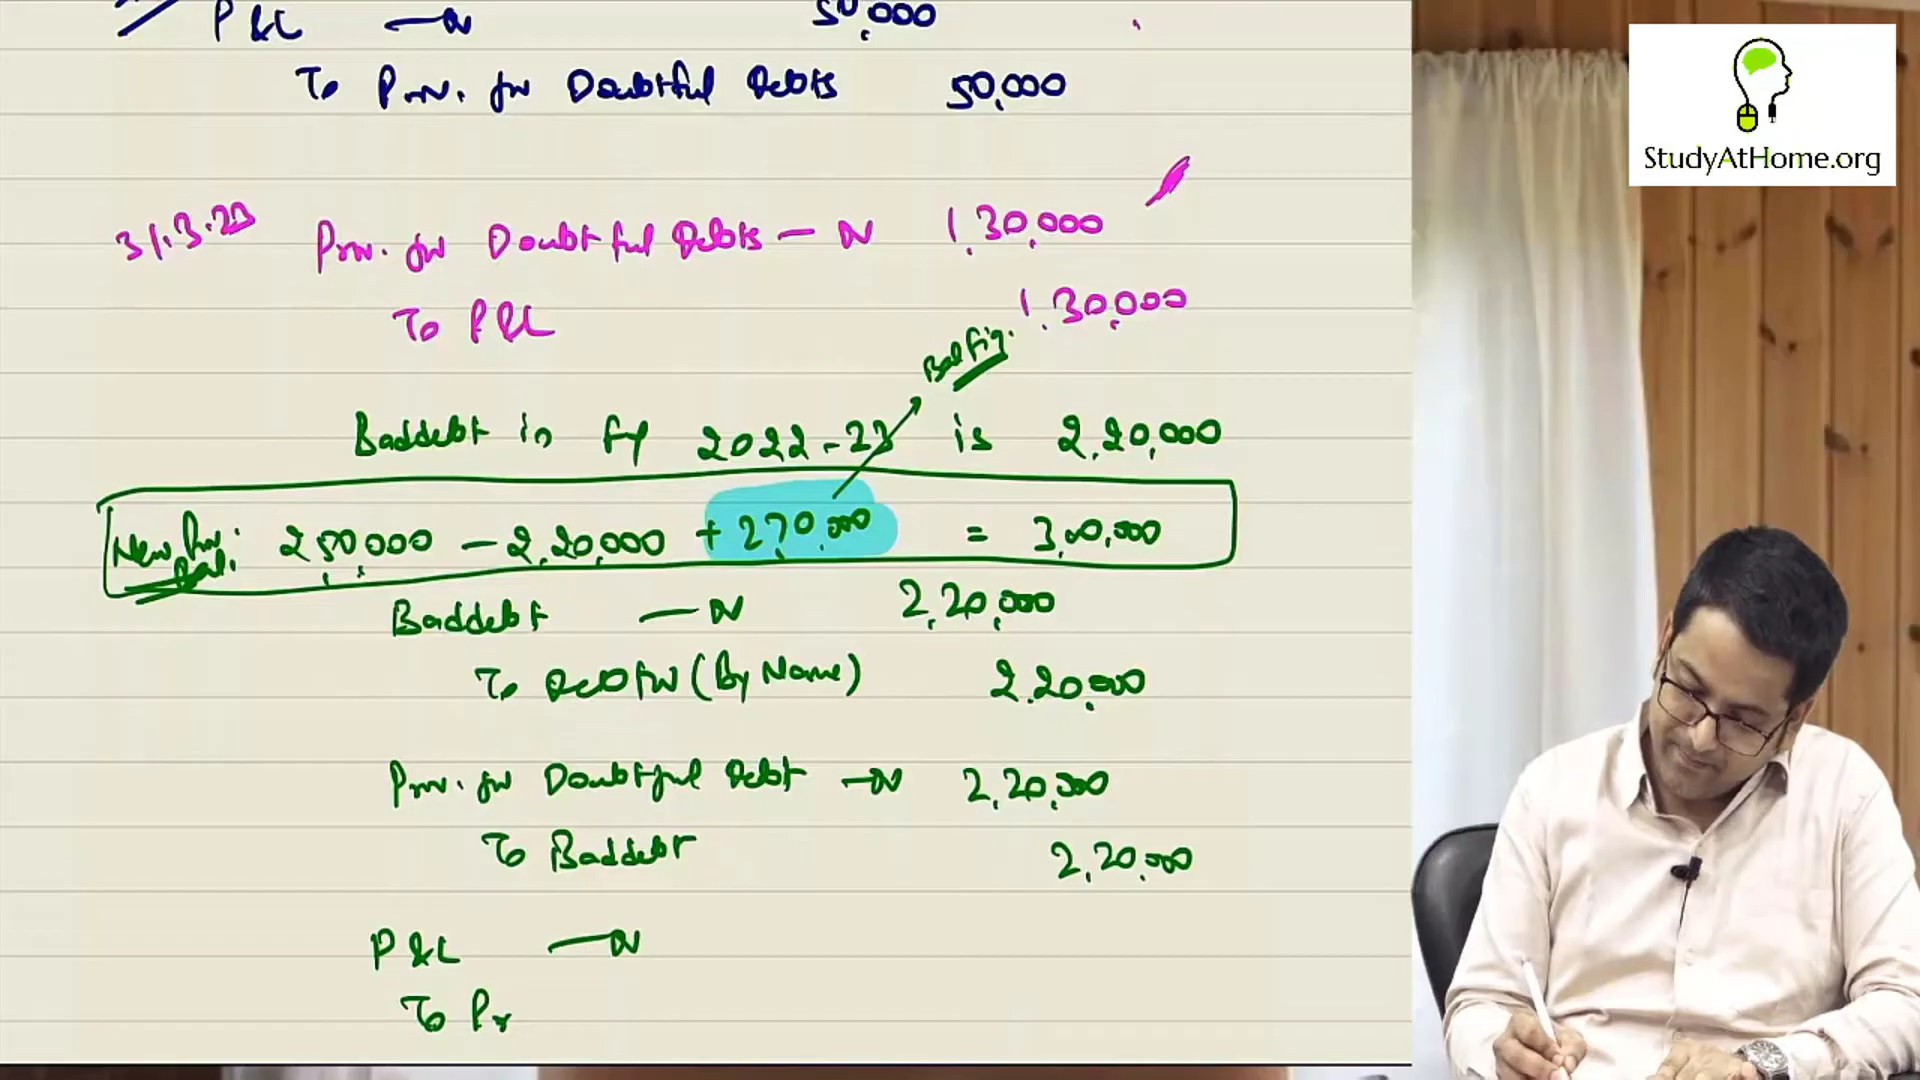 P&L — Dr 50,000
To Prov. for Doubtful Debts 50,000
StudyAtHome.org
31.3.23 Prov. for Doubtful Debts — Dr 1,30,000
To P&L 1,30,000
Bal fig.
Baddebt in fy 2022-23 is 2,20,000
New Prov. Bal: 2,50,000 - 2,20,000 + 2,70,000 = 3,00,000
Baddebt — Dr 2,20,000
To Debtor (By Name) 2,20,000
Prov. for Doubtful Debt — Dr 2,20,000
To Baddebt 2,20,000
P&L — Dr
To Pr